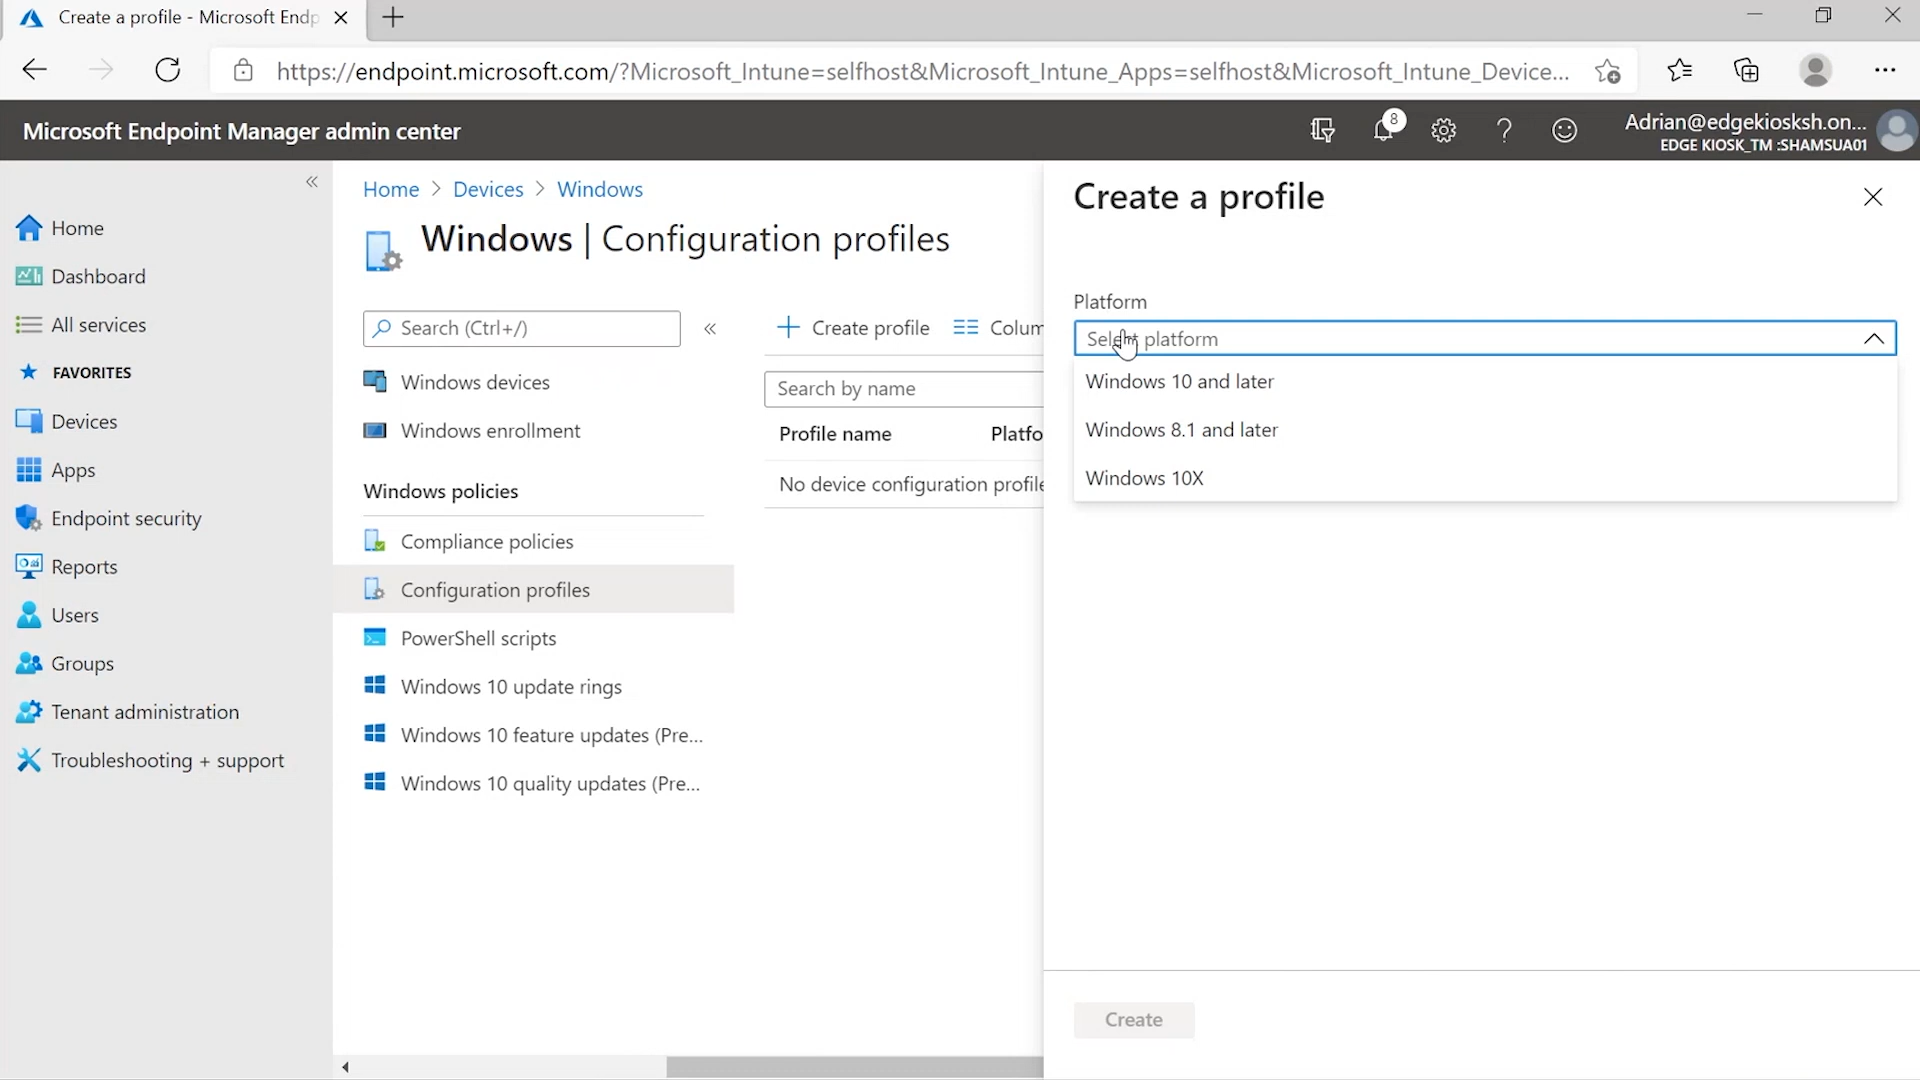 Create a profile - Microsoft Endp
https://endpoint.microsoft.com/?Microsoft_Intune=selfhost&Microsoft_Intune_Apps=selfhost&Microsoft_Intune_Device...
Microsoft Endpoint Manager admin center
8
Adrian@edgekiosksh.on...
EDGE KIOSK_TM :SHAMSUA01
Home
Dashboard
All services
FAVORITES
Devices
Apps
Endpoint security
Reports
Users
Groups
Tenant administration
Troubleshooting + support
Home > Devices > Windows
Windows | Configuration profiles
Search (Ctrl+/)
Windows devices
Windows enrollment
Windows policies
Compliance policies
Configuration profiles
PowerShell scripts
Windows 10 update rings
Windows 10 feature updates (Pre...
Windows 10 quality updates (Pre...
Create profile
Colum
Search by name
Profile name
Platfo
No device configuration profile
Create a profile
Platform
Select platform
Windows 10 and later
Windows 8.1 and later
Windows 10X
Create